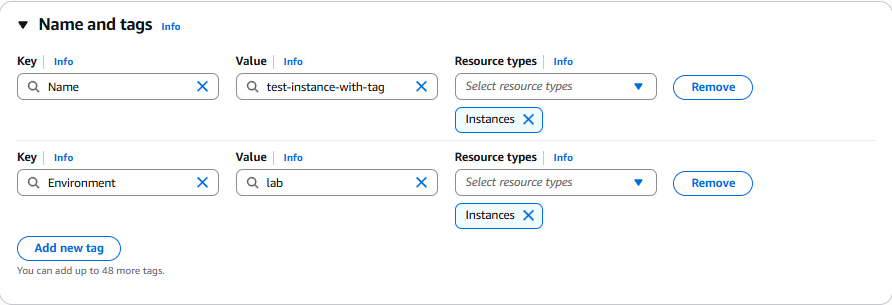 Name and tags Info
Key Info Value Info Resource types Info
Name test-instance-with-tag Select resource types Remove
Instances
Key Info Value Info Resource types Info
Environment lab Select resource types Remove
Instances
Add new tag
You can add up to 48 more tags.